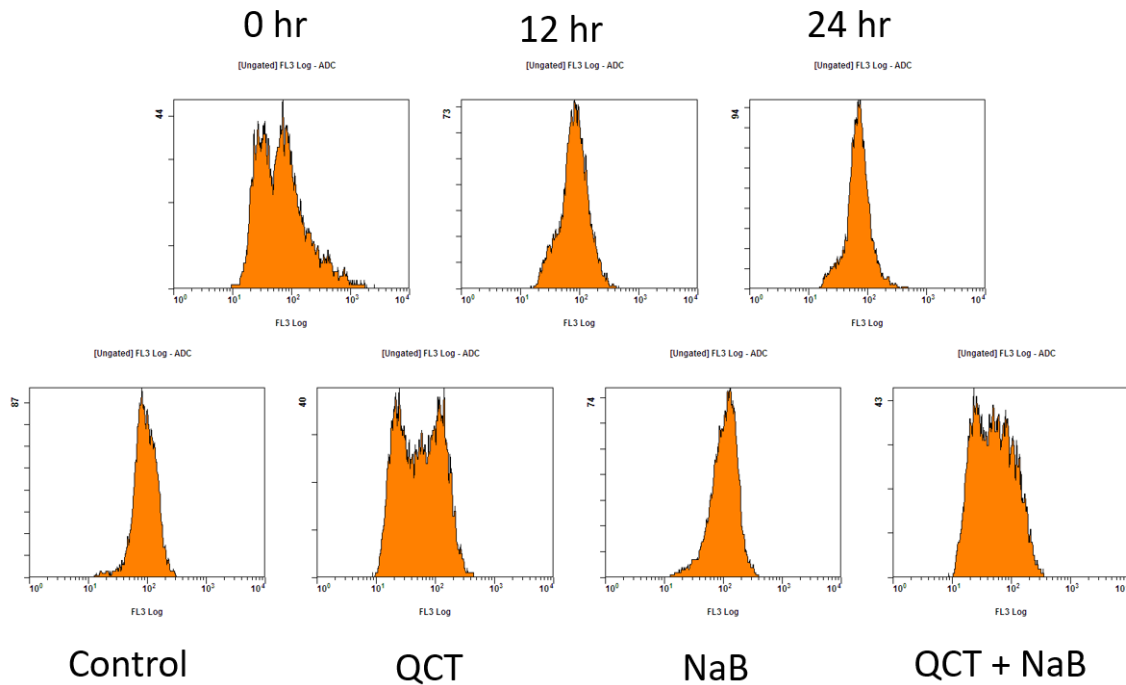 0 hr 12 hr 24 hr
[Ungated] FL3 Log - ADC [Ungated] FL3 Log - ADC [Ungated] FL3 Log - ADC
44 73 94
10⁰ 10¹ 10² 10³ 10⁴ 10⁰ 10¹ 10² 10³ 10⁴ 10⁰ 10¹ 10² 10³ 10⁴
FL3 Log FL3 Log FL3 Log
[Ungated] FL3 Log - ADC [Ungated] FL3 Log - ADC [Ungated] FL3 Log - ADC [Ungated] FL3 Log - ADC
87 40 74 43
10⁰ 10¹ 10² 10³ 10⁴ 10⁰ 10¹ 10² 10³ 10⁴ 10⁰ 10¹ 10² 10³ 10⁴ 10⁰ 10¹ 10² 10³
FL3 Log FL3 Log FL3 Log FL3 Log
Control QCT NaB QCT + NaB